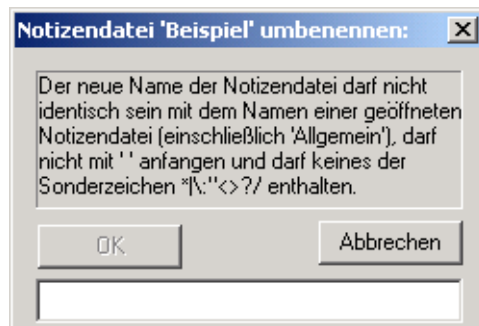 Notizendatei 'Beispiel' umbenennen:
Der neue Name der Notizendatei darf nicht
identisch sein mit dem Namen einer geöffneten
Notizendatei (einschließlich 'Allgemein'), darf
nicht mit ' ' anfangen und darf keines der
Sonderzeichen *|\:"<>?/ enthalten.
OK
Abbrechen